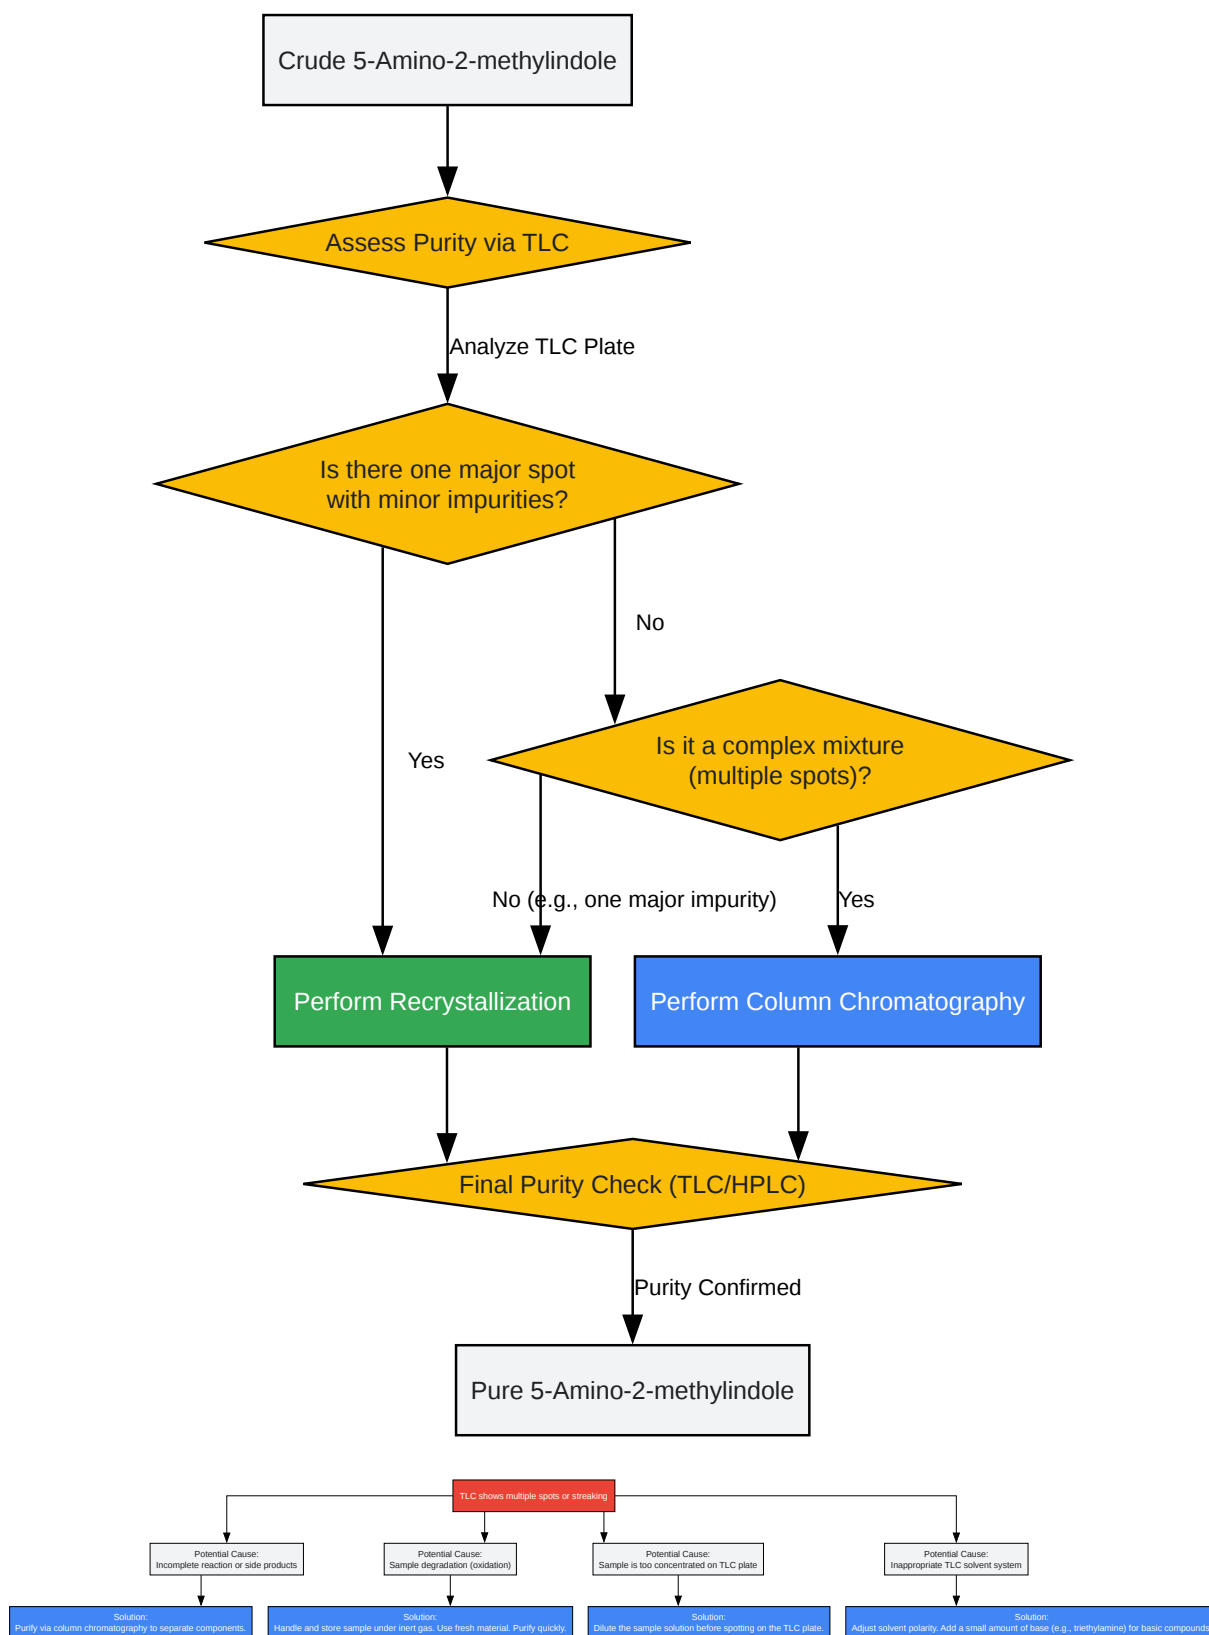 Crude 5-Amino-2-methylindole
Assess Purity via TLC
Analyze TLC Plate
Is there one major spot
with minor impurities?
No
Is it a complex mixture
(multiple spots)?
Yes
No (e.g., one major impurity)
Yes
Perform Recrystallization
Perform Column Chromatography
Final Purity Check (TLC/HPLC)
Purity Confirmed
Pure 5-Amino-2-methylindole
TLC shows multiple spots or streaking
Potential Cause:
Incomplete reaction or side products
Potential Cause:
Sample degradation (oxidation)
Potential Cause:
Sample is too concentrated on TLC plate
Potential Cause:
Inappropriate TLC solvent system
Solution:
Purify via column chromatography to separate components.
Solution:
Handle and store sample under inert gas. Use fresh material. Purify quickly.
Solution:
Dilute the sample solution before spotting on the TLC plate.
Solution:
Adjust solvent polarity. Add a small amount of base (e.g., triethylamine) for basic compounds